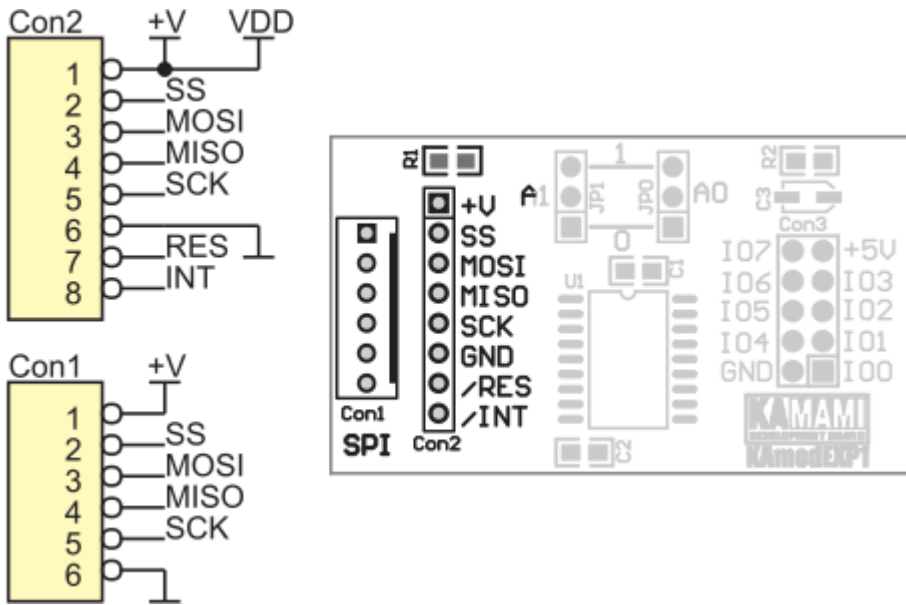 Con2
+V
VDD
1
2
3
4
5
6
7
8
SS
MOSI
MISO
SCK
RES
INT
Con1
+V
1
2
3
4
5
6
SS
MOSI
MISO
SCK
R1
+V
SS
MOSI
MISO
SCK
GND
/RES
/INT
Con1
SPI
Con2
A1
JP1
1
0
JP0
A0
R2
C3
Con3
C1
U1
C2
IO7 +5V
IO6 IO3
IO5 IO2
IO4 IO1
GND IO0
KAMAMI
DEVELOPMENT BOARD
KAmodEXP1